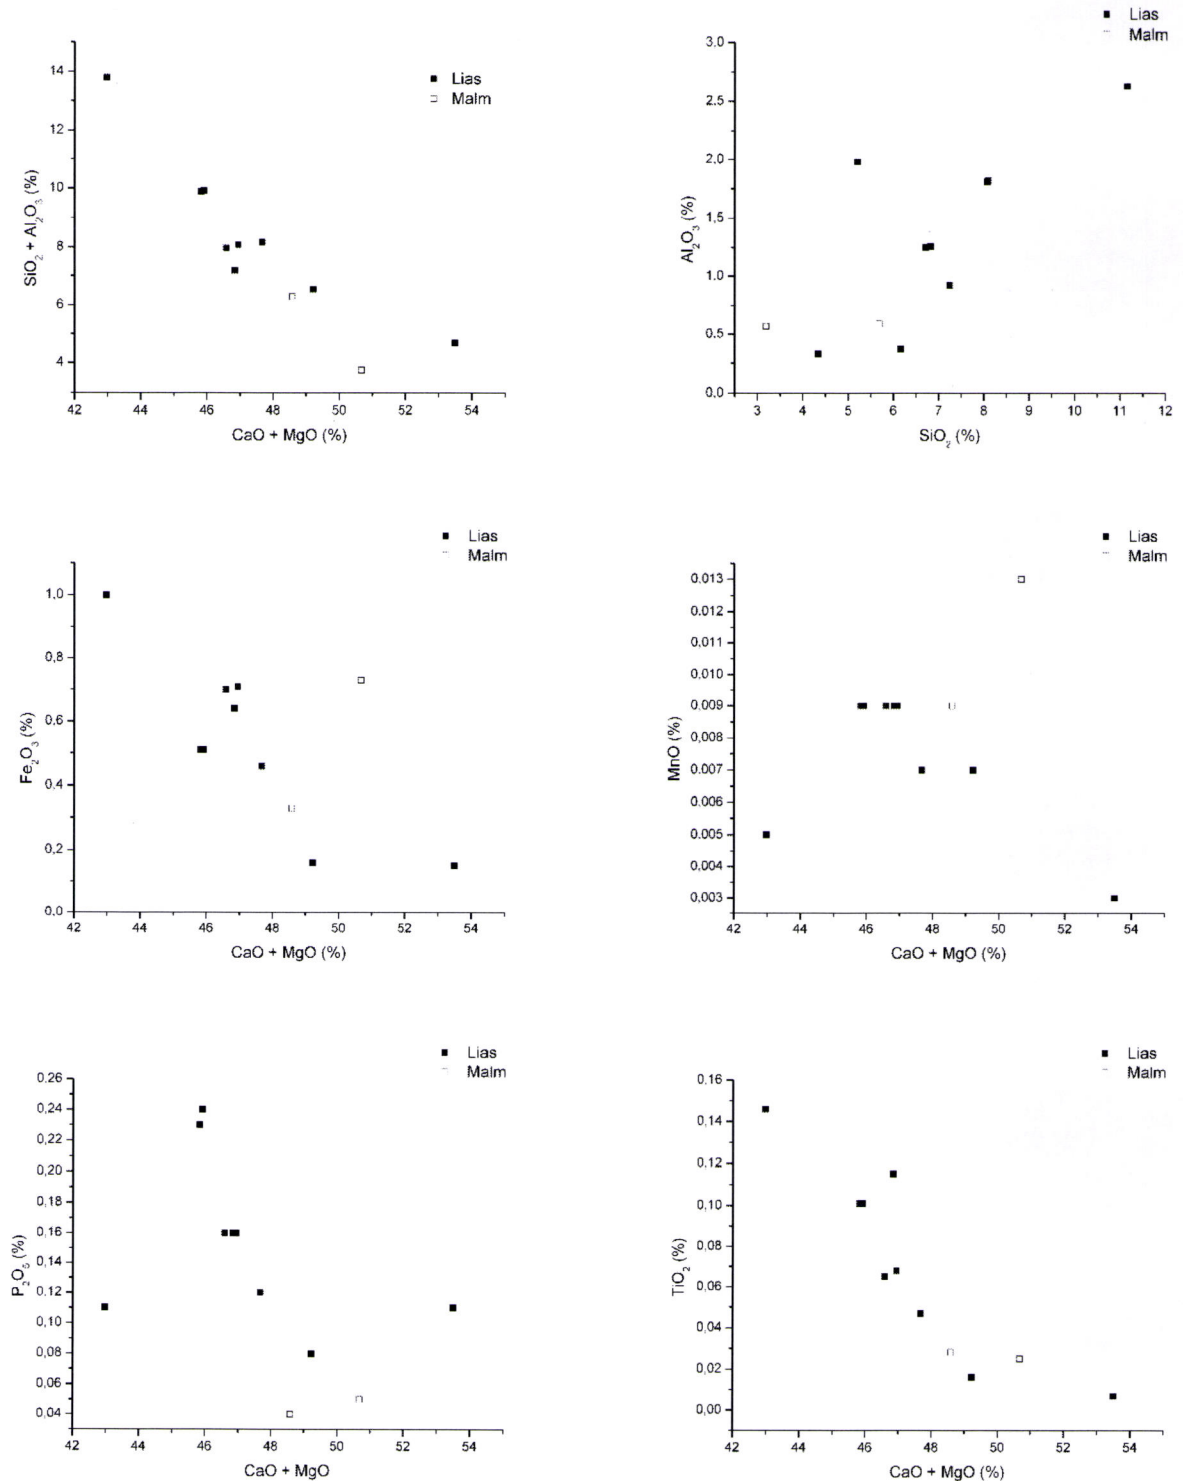 Lias
Malm
14
12
10
8
6
4
SiO₂ + Al₂O₃ (%)
42 44 46 48 50 52 54
CaO + MgO (%)
Lias
Malm
3.0
2.5
2.0
1.5
1.0
0.5
0.0
Al₂O₃ (%)
3 4 5 6 7 8 9 10 11 12
SiO₂ (%)
Lias
Malm
1,0
0,8
0.6
0.4
0,2
0.0
Fe₂O₃ (%)
42 44 46 48 50 52 54
CaO + MgO (%)
Lias
Malm
0.013
0.012
0.011
0.010
0.009
0,008
0.007
0,006
0.005
0.004
0,003
MnO (%)
42 44 46 48 50 52 54
CaO + MgO (%)
Lias
Malm
0,26
0,24
0,22
0,20
0,18
0,16
0,14
0,12
0,10
0,08
0,06
0,04
P₂O₅ (%)
42 44 46 48 50 52 54
CaO + MgO
Lias
Malm
0,16
0,14
0,12
0,10
0,08
0,06
0,04
0,02
0,00
TiO₂ (%)
42 44 46 48 50 52 54
CaO + MgO (%)